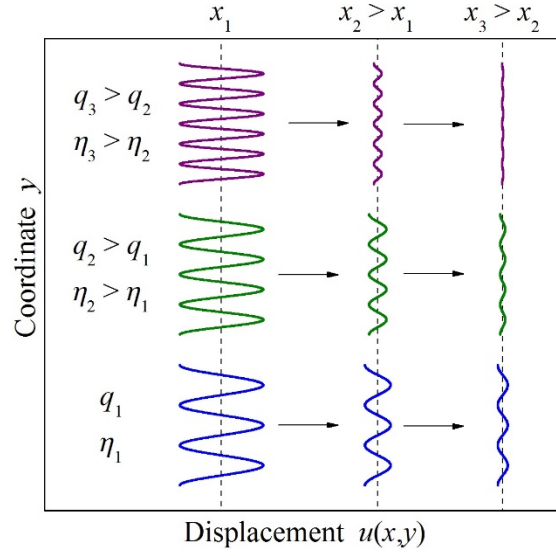 x₁ x₂ > x₁ x₃ > x₂
q₃ > q₂
η₃ > η₂
q₂ > q₁
η₂ > η₁
q₁
η₁
Coordinate y
Displacement u(x,y)